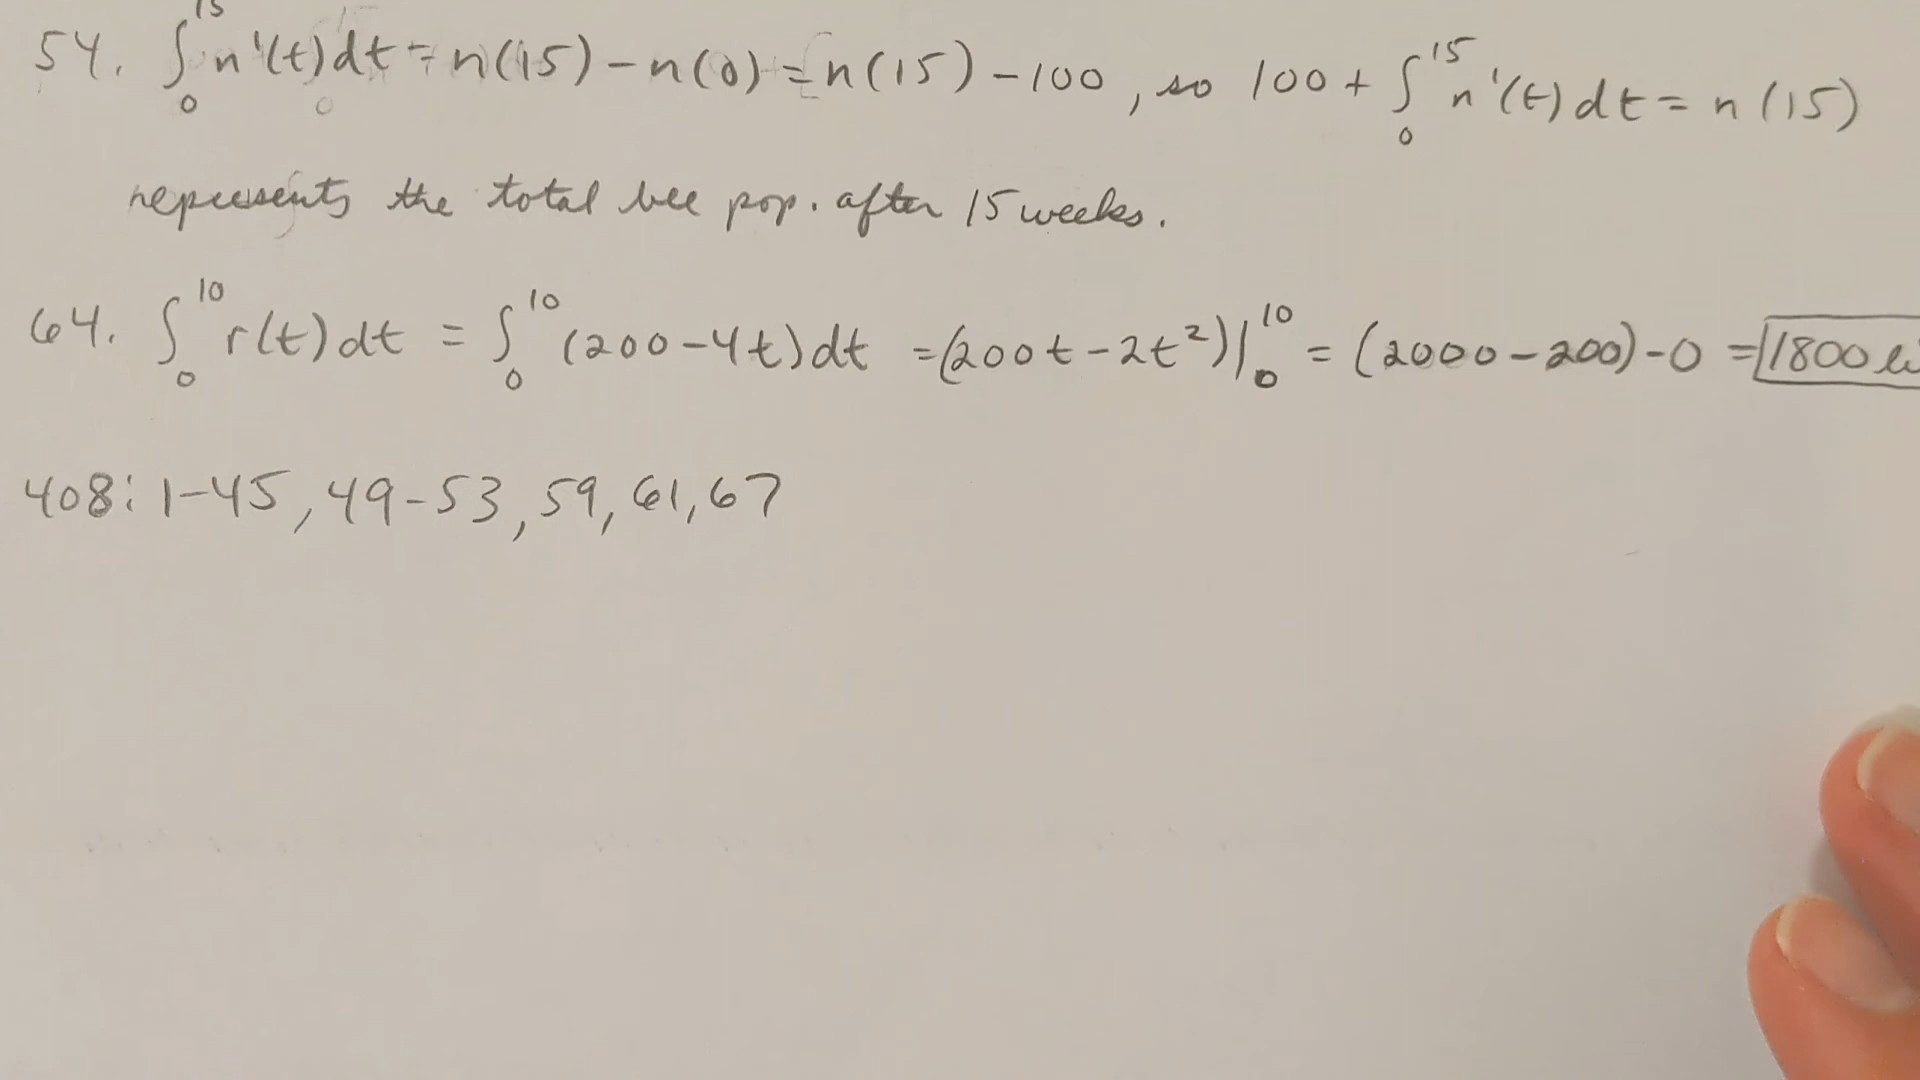 54. ∫₀¹⁵ n'(t)dt = n(15) – n(0) = n(15) – 100, so 100 + ∫₀¹⁵ n'(t)dt = n(15)
represents the total bee pop. after 15 weeks.
64. ∫₀¹⁰ r(t)dt = ∫₀¹⁰ (200–4t)dt = (200t – 2t²)|₀¹⁰ = (2000–200)–0 = 1800
408: 1–45, 49–53, 59, 61, 67